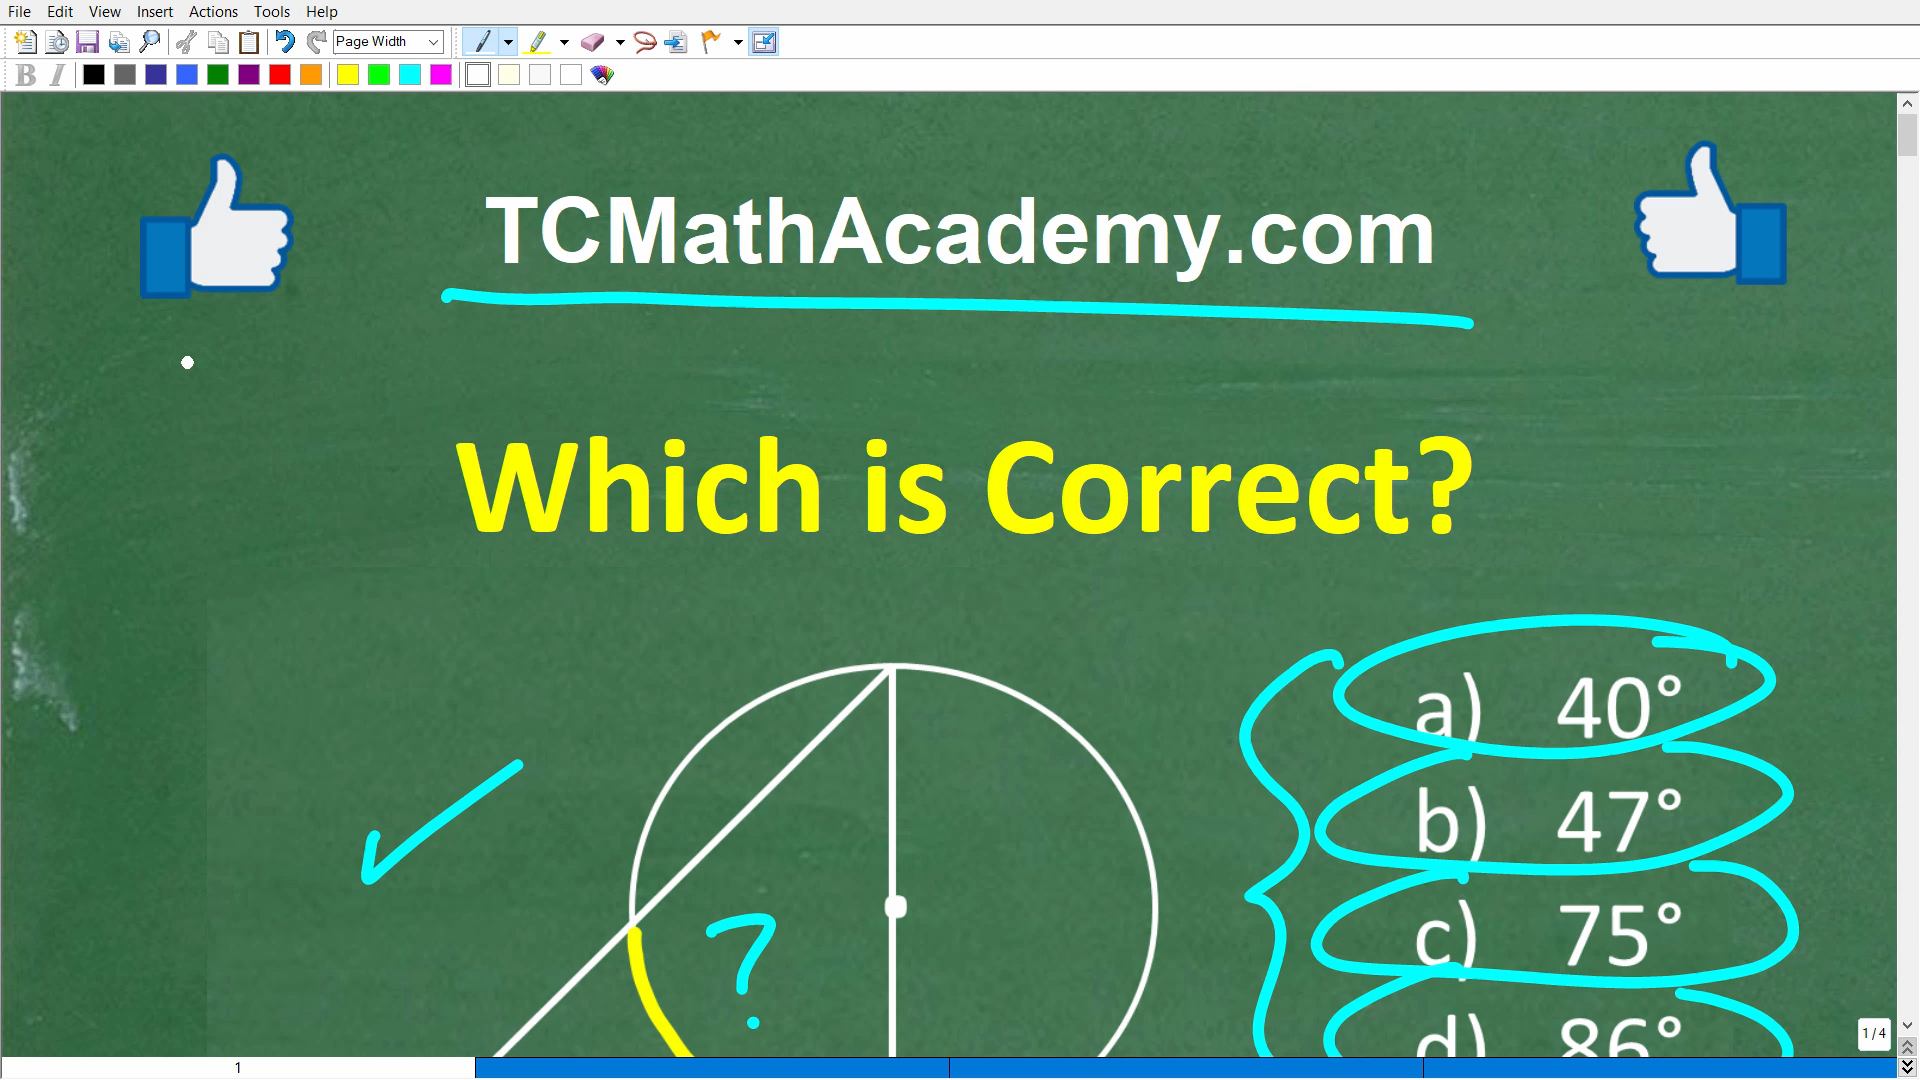 File Edit View Insert Actions Tools Help
Page Width
B I
TCMathAcademy.com
Which is Correct?
a) 40°
b) 47°
c) 75°
d) 86°
?
1 / 4
1